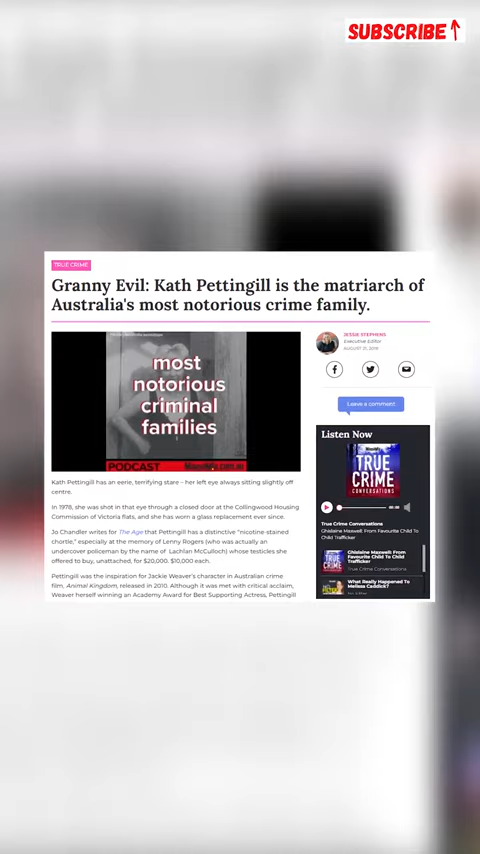 SUBSCRIBE
TRUE CRIME
Granny Evil: Kath Pettingill is the matriarch of
Australia's most notorious crime family.
most
notorious
criminal
families
PODCAST
JESSIE STEPHENS
Executive Editor
AUGUST 21, 2016
Leave a comment
Listen Now
TRUE
CRIME
CONVERSATIONS
00:00
True Crime Conversations
Ghislaine Maxwell: From Favourite Child To
Child Trafficker
Ghislaine Maxwell: From
Favourite Child To Child
Trafficker
True Crime Conversations
What Really Happened To
Melissa Caddick?
Kath Pettingill has an eerie, terrifying stare – her left eye always sitting slightly off
centre.
In 1978, she was shot in that eye through a closed door at the Collingwood Housing
Commission of Victoria flats, and she has worn a glass replacement ever since.
Jo Chandler writes for The Age that Pettingill has a distinctive "nicotine-stained
chortle," especially at the memory of Lenny Rogers (who was actually an
undercover policeman by the name of Lachlan McCulloch) whose testicles she
offered to buy, unattached, for $20,000. $10,000 each.
Pettingill was the inspiration for Jackie Weaver's character in Australian crime
film, Animal Kingdom, released in 2010. Although it was met with critical acclaim,
Weaver herself winning an Academy Award for Best Supporting Actress, Pettingill